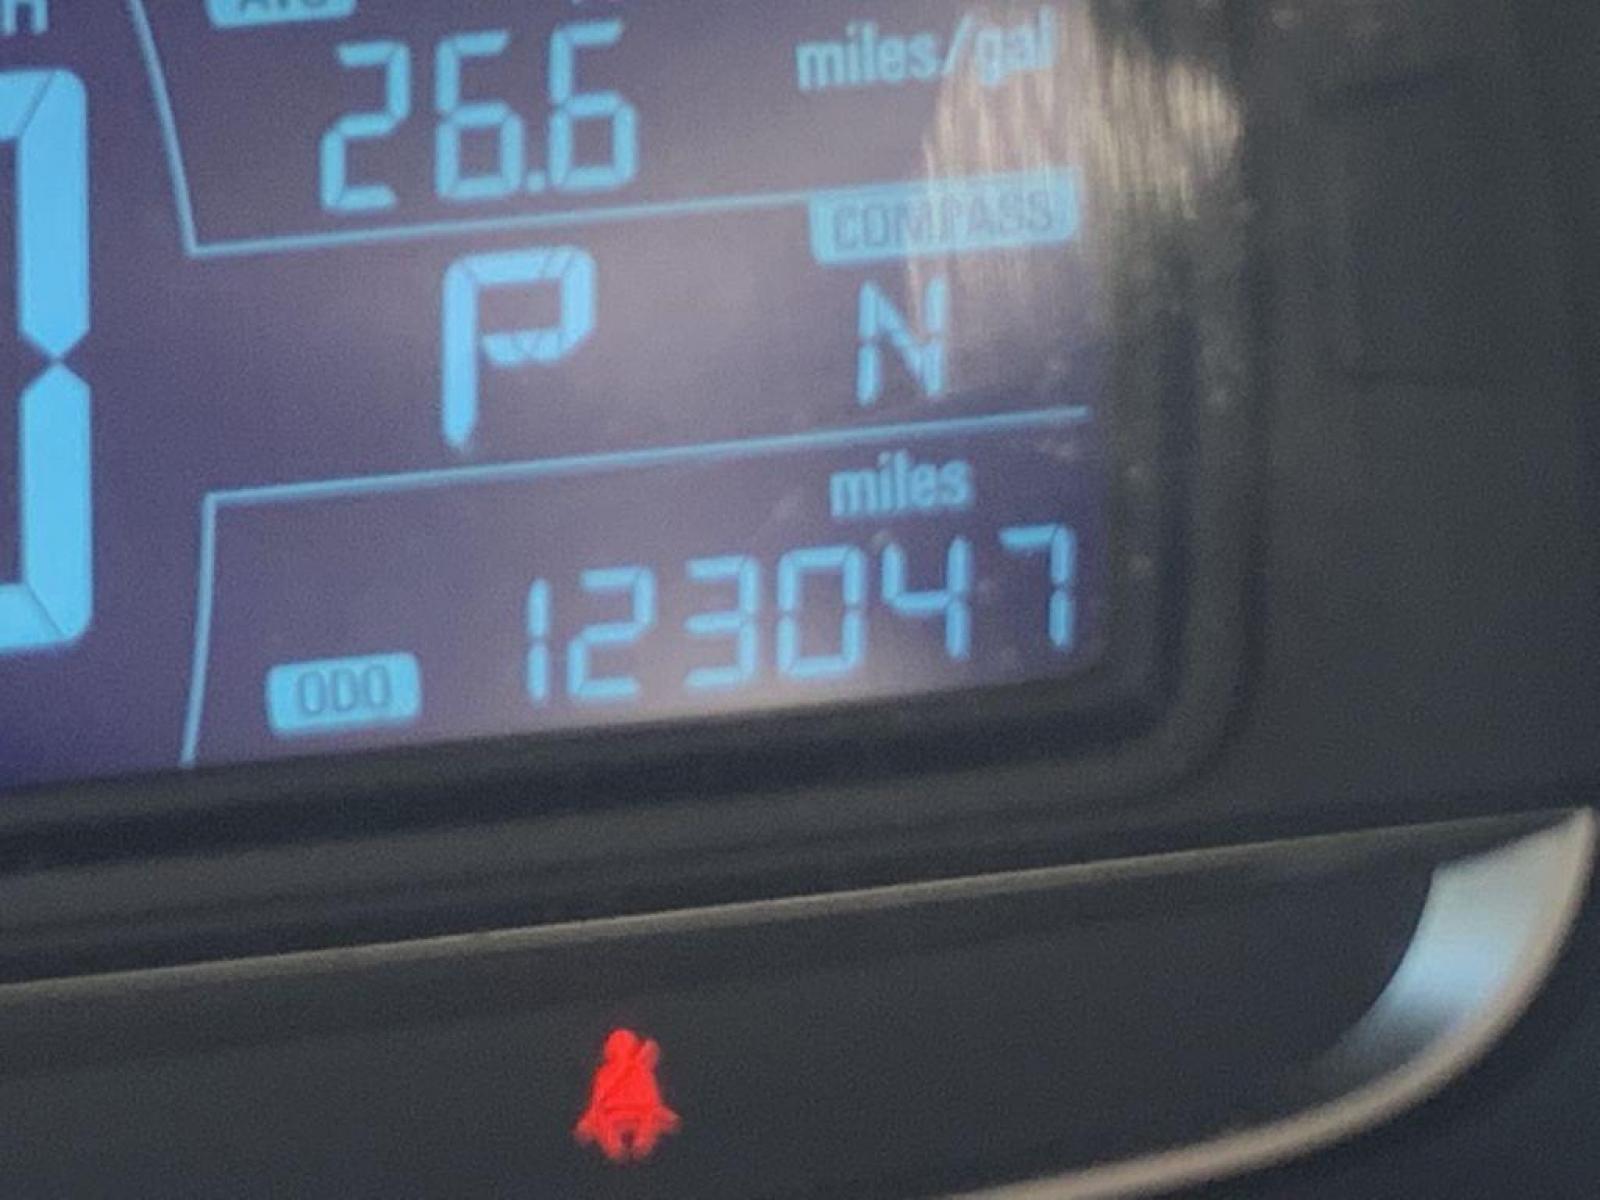 26.6 miles/gal
COMPASS
P N
miles
ODO 123047